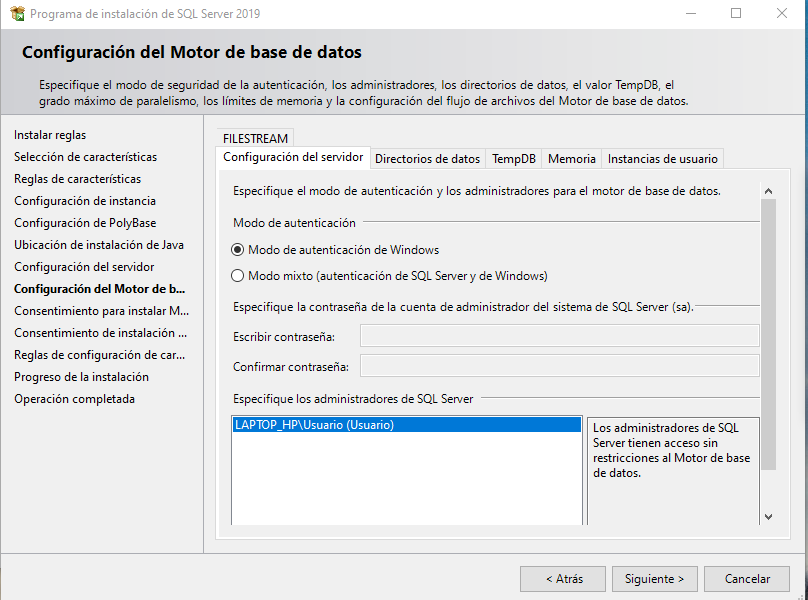 Programa de instalación de SQL Server 2019
Configuración del Motor de base de datos
Especifique el modo de seguridad de la autenticación, los administradores, los directorios de datos, el valor TempDB, el
grado máximo de paralelismo, los límites de memoria y la configuración del flujo de archivos del Motor de base de datos.
Instalar reglas
Selección de características
Reglas de características
Configuración de instancia
Configuración de PolyBase
Ubicación de instalación de Java
Configuración del servidor
Configuración del Motor de b...
Consentimiento para instalar M...
Consentimiento de instalación ...
Reglas de configuración de car...
Progreso de la instalación
Operación completada
FILESTREAM
Configuración del servidor
Directorios de datos
TempDB
Memoria
Instancias de usuario
Especifique el modo de autenticación y los administradores para el motor de base de datos.
Modo de autenticación
Modo de autenticación de Windows
Modo mixto (autenticación de SQL Server y de Windows)
Especifique la contraseña de la cuenta de administrador del sistema de SQL Server (sa).
Escribir contraseña:
Confirmar contraseña:
Especifique los administradores de SQL Server
LAPTOP_HP\Usuario (Usuario)
Los administradores de SQL
Server tienen acceso sin
restricciones al Motor de base
de datos.
< Atrás
Siguiente >
Cancelar